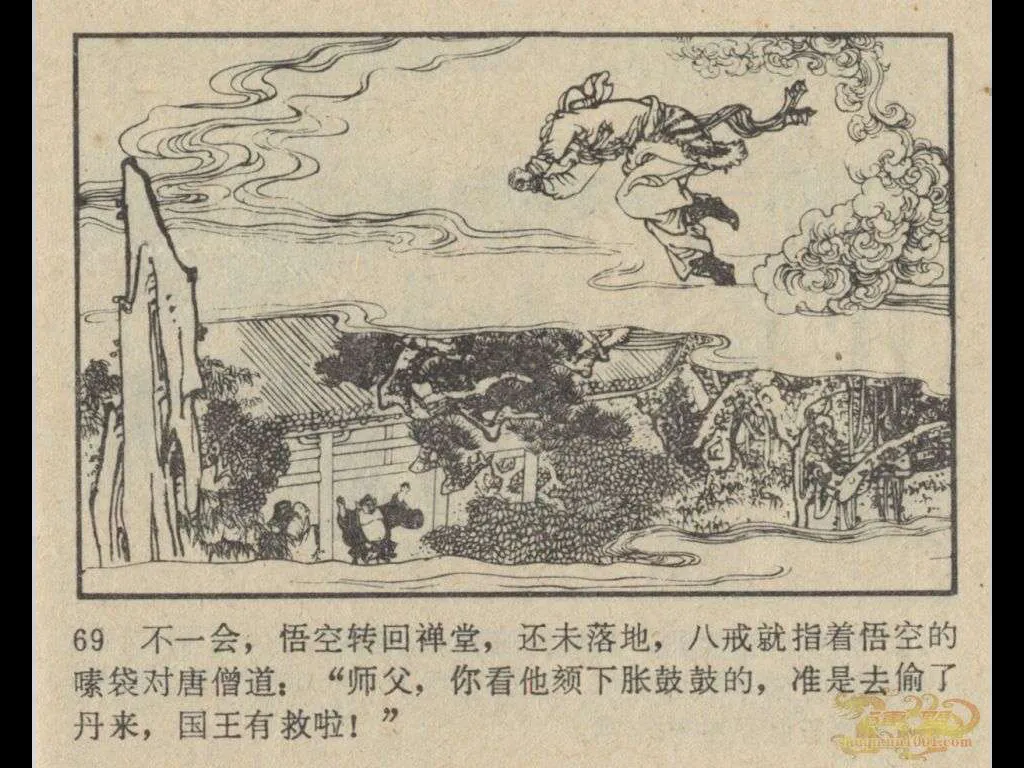 69 不一会，悟空转回禅堂，还未落地，八戒就指着悟空的
嗉袋对唐僧道：“师父，你看他颏下胀鼓鼓的，准是去偷了
丹来，国王有救啦！”